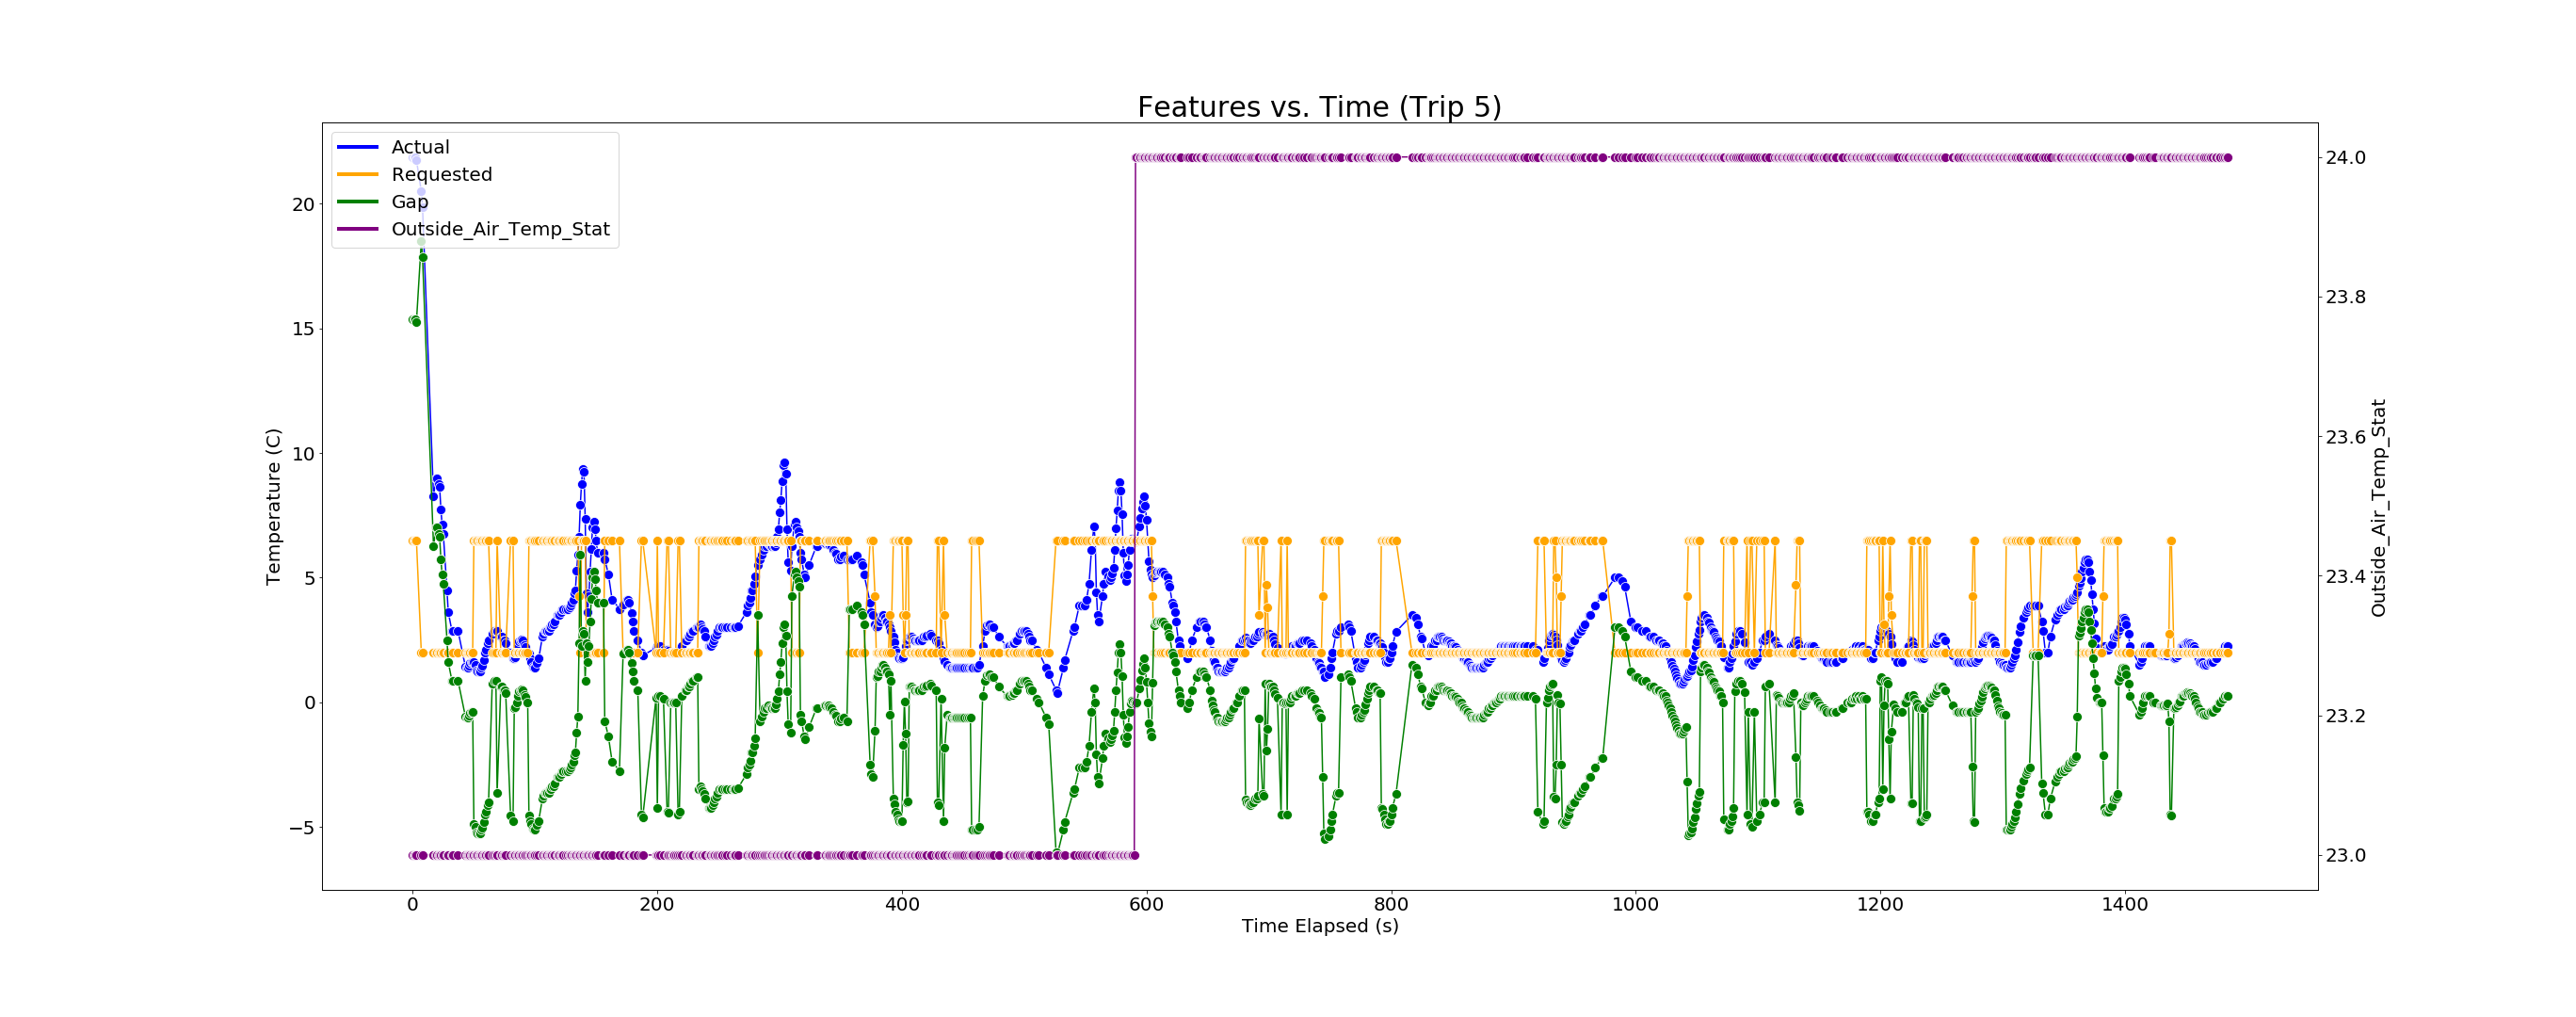 Features vs. Time (Trip 5)
Actual
Requested
Gap
Outside_Air_Temp_Stat
Temperature (C)
20
15
10
5
0
−5
24.0
23.8
23.6
23.4
23.2
23.0
Outside_Air_Temp_Stat
0 200 400 600 800 1000 1200 1400
Time Elapsed (s)